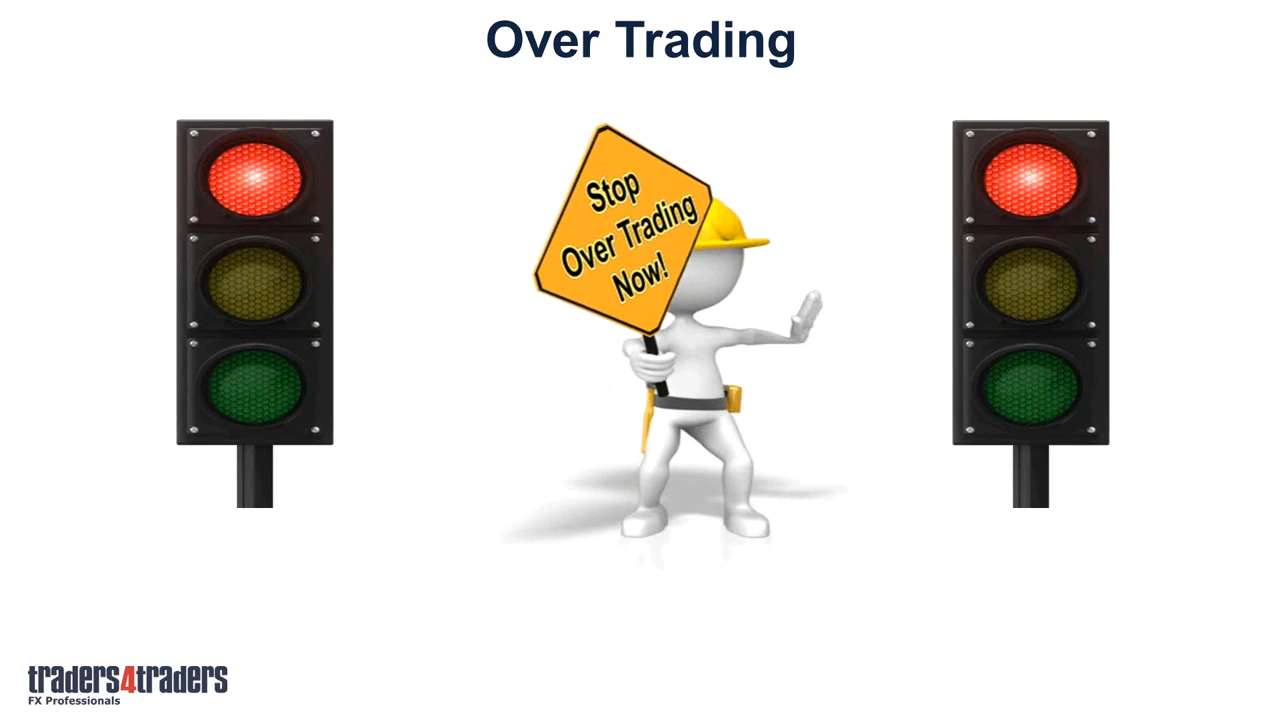 Over Trading
Stop
Over Trading
Now!
traders4traders
FX Professionals